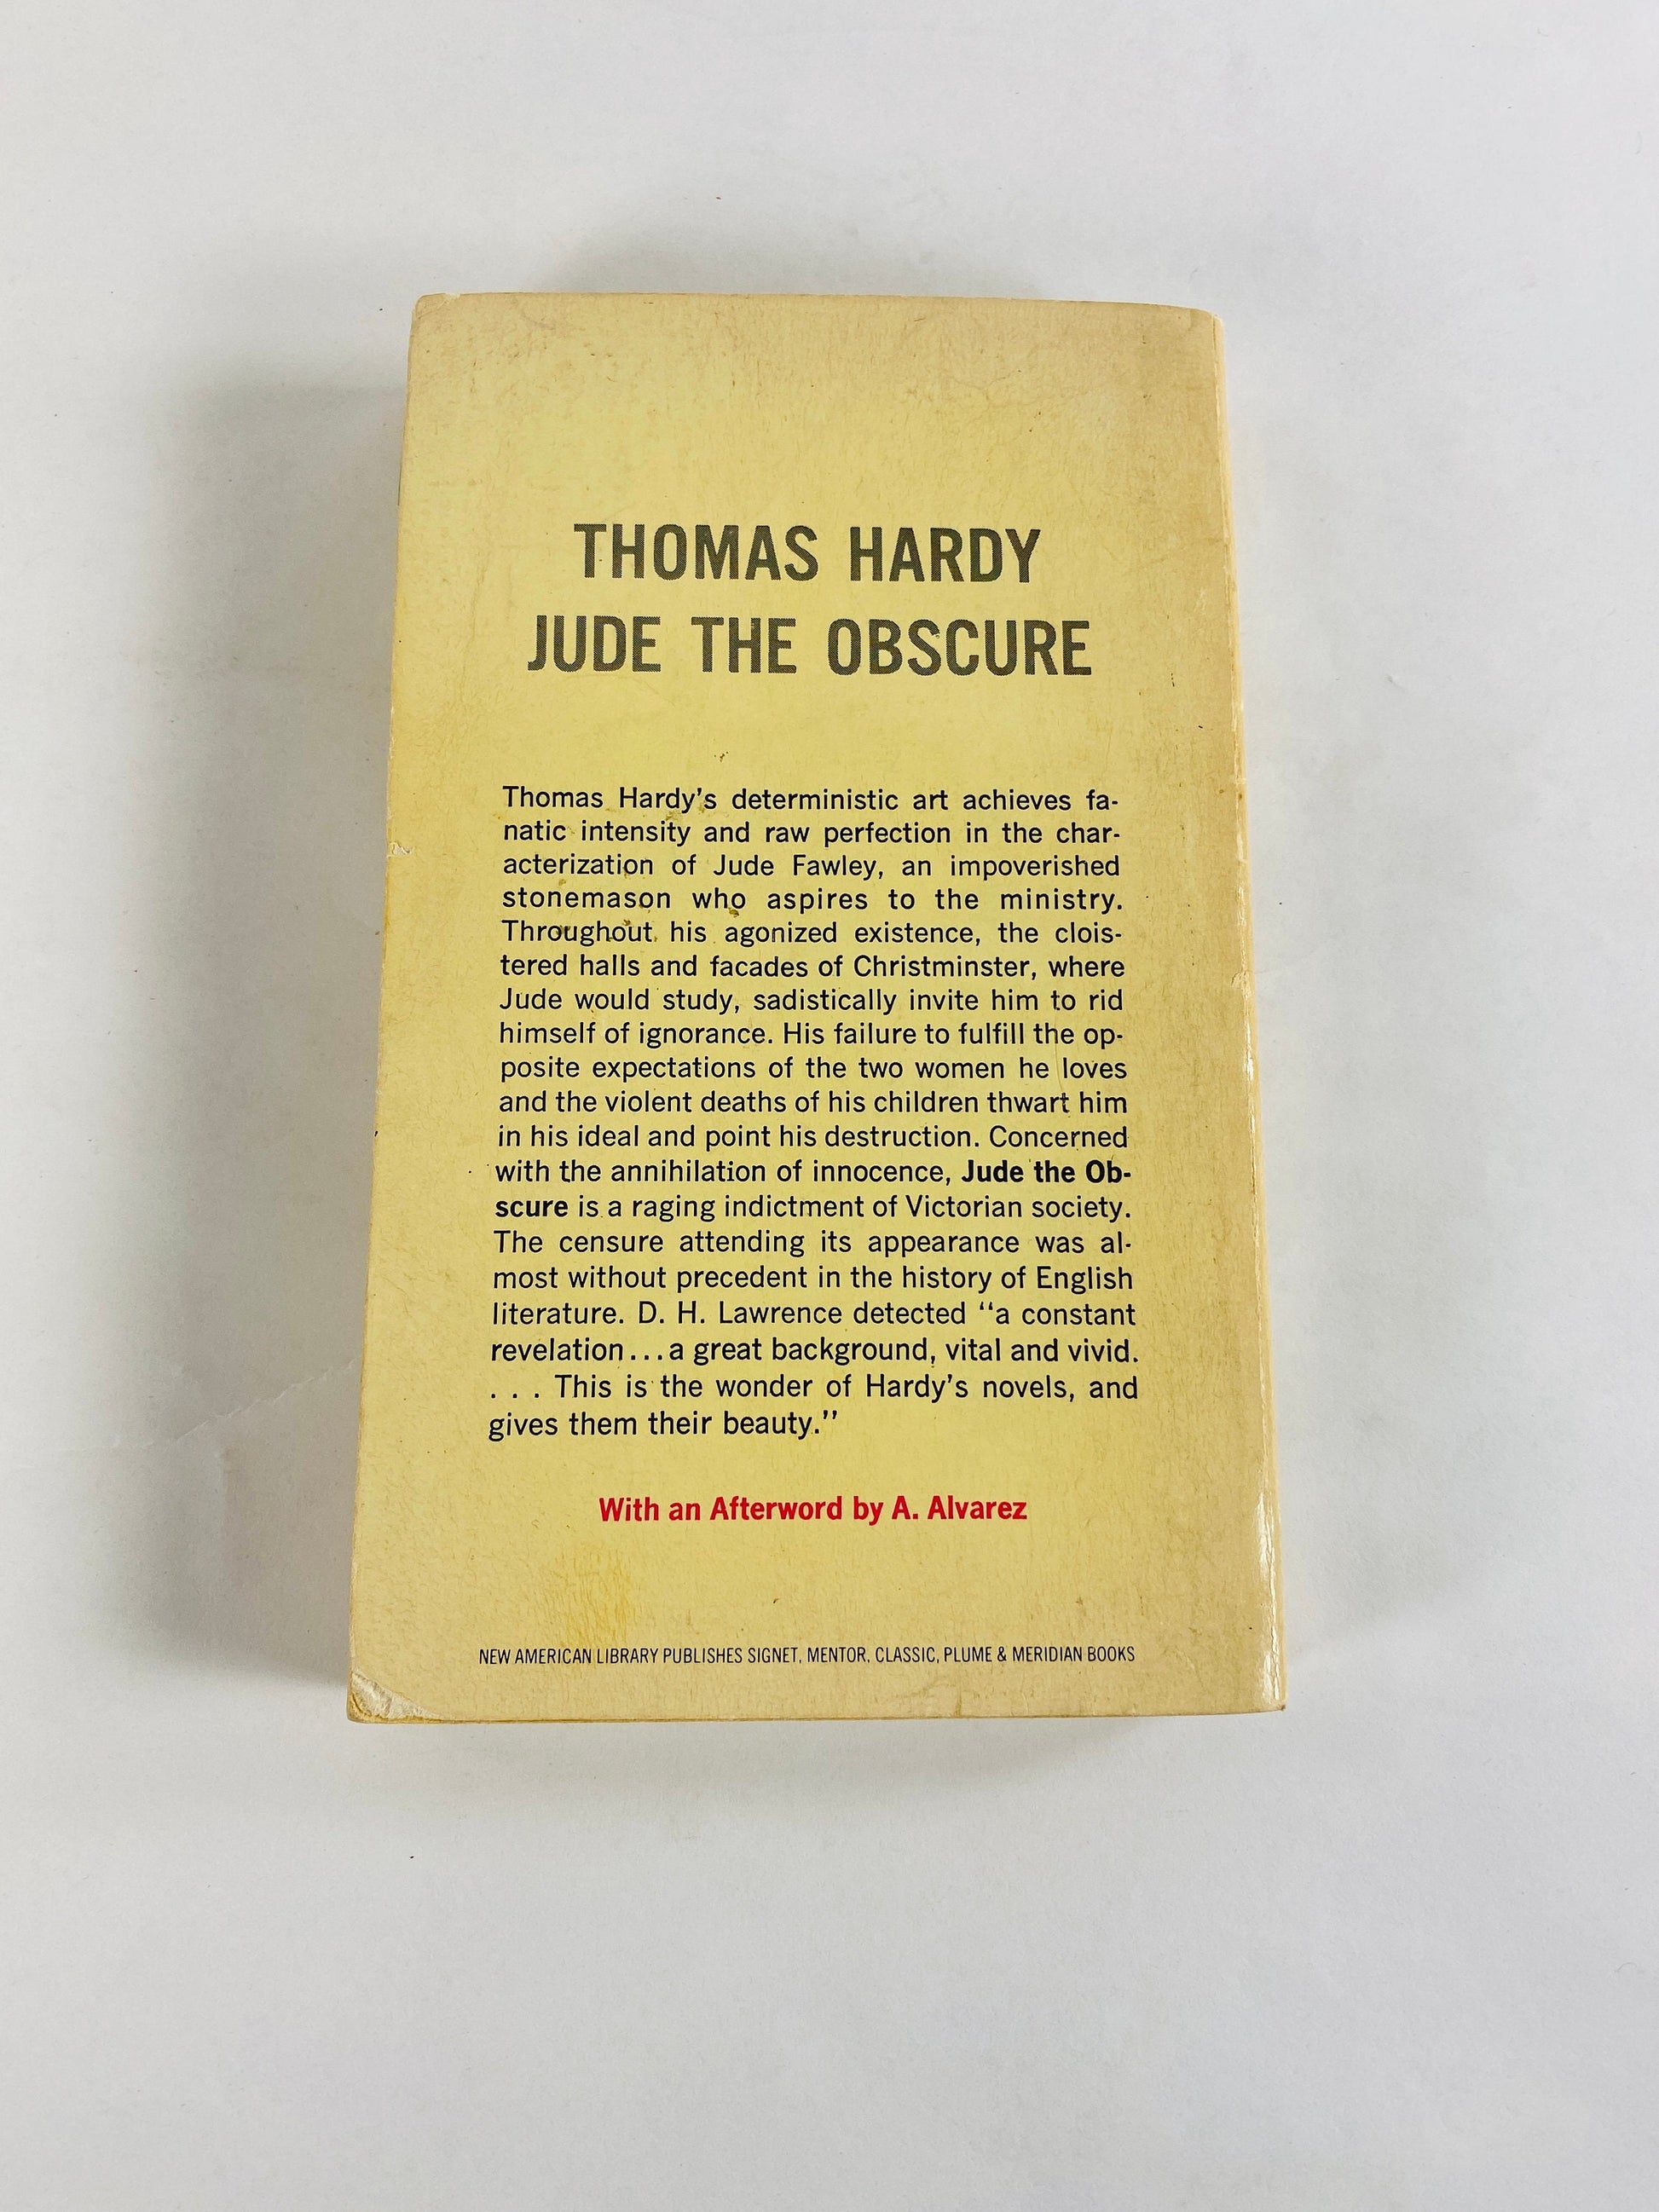 THOMAS HARDY
JUDE THE OBSCURE
Thomas Hardy's deterministic art achieves fa-
natic intensity and raw perfection in the char-
acterization of Jude Fawley, an impoverished
stonemason who aspires to the ministry.
Throughout his agonized existence, the clois-
tered halls and facades of Christminster, where
Jude would study, sadistically invite him to rid
himself of ignorance. His failure to fulfill the op-
posite expectations of the two women he loves
and the violent deaths of his children thwart him
in his ideal and point his destruction. Concerned
with the annihilation of innocence, Jude the Ob-
scure is a raging indictment of Victorian society.
The censure attending its appearance was al-
most without precedent in the history of English
literature. D. H. Lawrence detected "a constant
revelation...a great background, vital and vivid.
. . . This is the wonder of Hardy's novels, and
gives them their beauty."
With an Afterword by A. Alvarez
NEW AMERICAN LIBRARY PUBLISHES SIGNET, MENTOR, CLASSIC, PLUME & MERIDIAN BOOKS